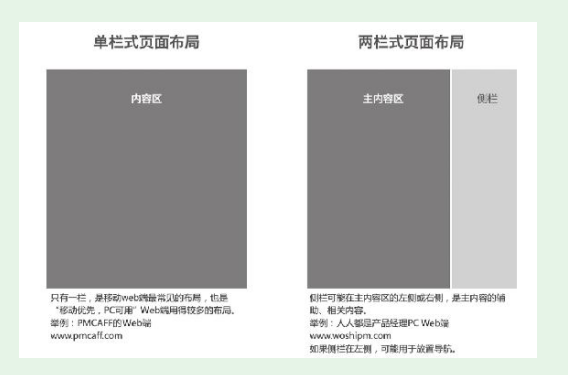 单栏式页面布局
内容区
只有一栏，是移动web端最常见的布局，也是
“移动优先，PC可用”Web端用得较多的布局。
举例：PMCAFF的Web端
www.pmcaff.com
两栏式页面布局
主内容区
侧栏
侧栏可能在主内容区的左侧或右侧，是主内容的辅
助、相关内容。
举例：人人都是产品经理PC Web端
www.woshipm.com
如果侧栏在左侧，可能用于放置导航。